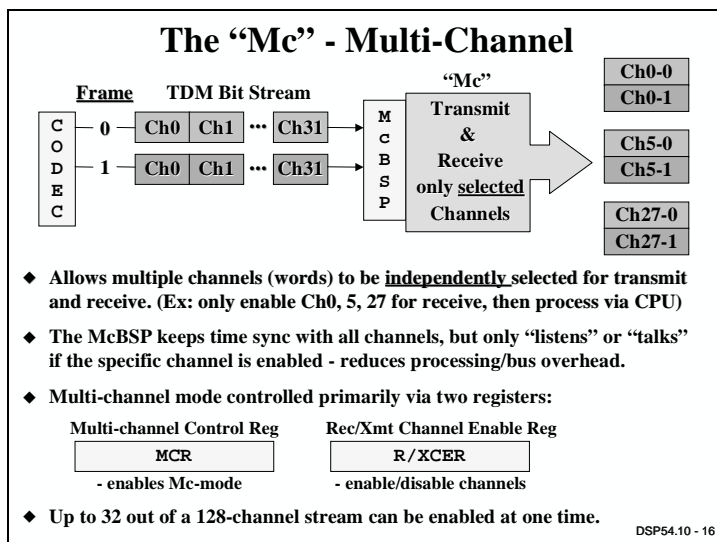 The “Mc” - Multi-Channel
Frame
TDM Bit Stream
“Mc”
CODEC
0
Ch0 Ch1 ••• Ch31
1
Ch0 Ch1 ••• Ch31
McBSP
Transmit
&
Receive
only selected
Channels
Ch0-0
Ch0-1
Ch5-0
Ch5-1
Ch27-0
Ch27-1
◆ Allows multiple channels (words) to be independently selected for transmit
and receive. (Ex: only enable Ch0, 5, 27 for receive, then process via CPU)
◆ The McBSP keeps time sync with all channels, but only “listens” or “talks”
if the specific channel is enabled - reduces processing/bus overhead.
◆ Multi-channel mode controlled primarily via two registers:
Multi-channel Control Reg
MCR
- enables Mc-mode
Rec/Xmt Channel Enable Reg
R/XCER
- enable/disable channels
◆ Up to 32 out of a 128-channel stream can be enabled at one time.
DSP54.10 - 16